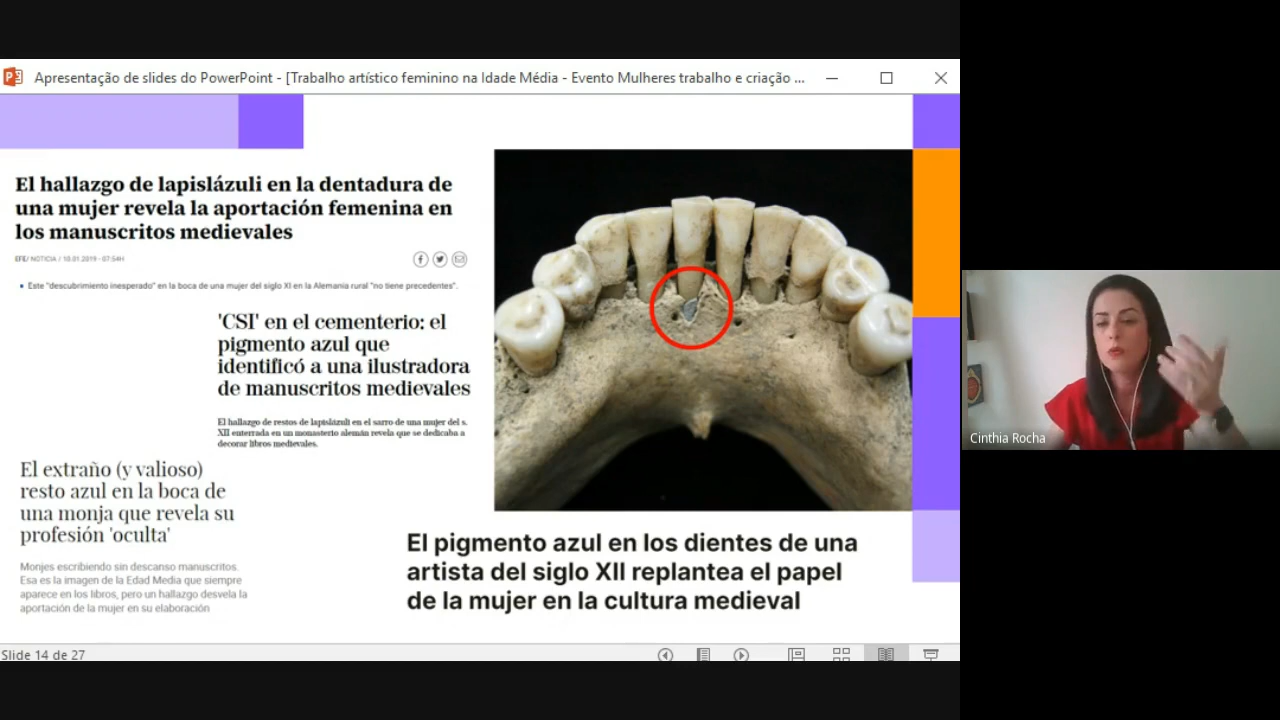 Apresentação de slides do PowerPoint - [Trabalho artístico feminino na Idade Média - Evento Mulheres trabalho e criação ...
El hallazgo de lapislázuli en la dentadura de
una mujer revela la aportación femenina en
los manuscritos medievales
EFE/ NOTICIA / 10.01.2019 - 07:54H
Este "descubrimiento inesperado" en la boca de una mujer del siglo XI en la Alemania rural "no tiene precedentes".
'CSI' en el cementerio: el
pigmento azul que
identificó a una ilustradora
de manuscritos medievales
El hallazgo de restos de lapislázuli en el sarro de una mujer del s.
XII enterrada en un monasterio alemán revela que se dedicaba a
decorar libros medievales.
El extraño (y valioso)
resto azul en la boca de
una monja que revela su
profesión 'oculta'
Monjes escribiendo sin descanso manuscritos.
Esa es la imagen de la Edad Media que siempre
aparece en los libros, pero un hallazgo desvela la
aportación de la mujer en su elaboración
El pigmento azul en los dientes de una
artista del siglo XII replantea el papel
de la mujer en la cultura medieval
Slide 14 de 27
Cinthia Rocha